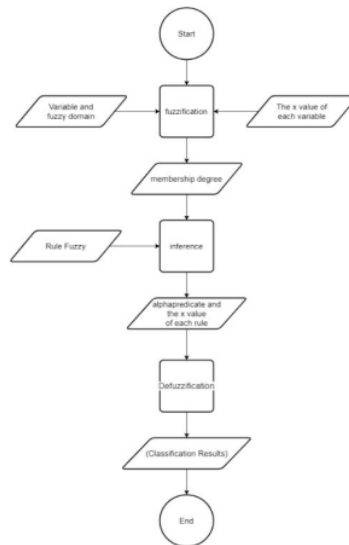 Start
Variable and
fuzzy domain
fuzzification
The x value of
each variable
membership degree
Rule Fuzzy
inference
alphapredicate and
the x value
of each rule
Defuzzification
(Classification Results)
End